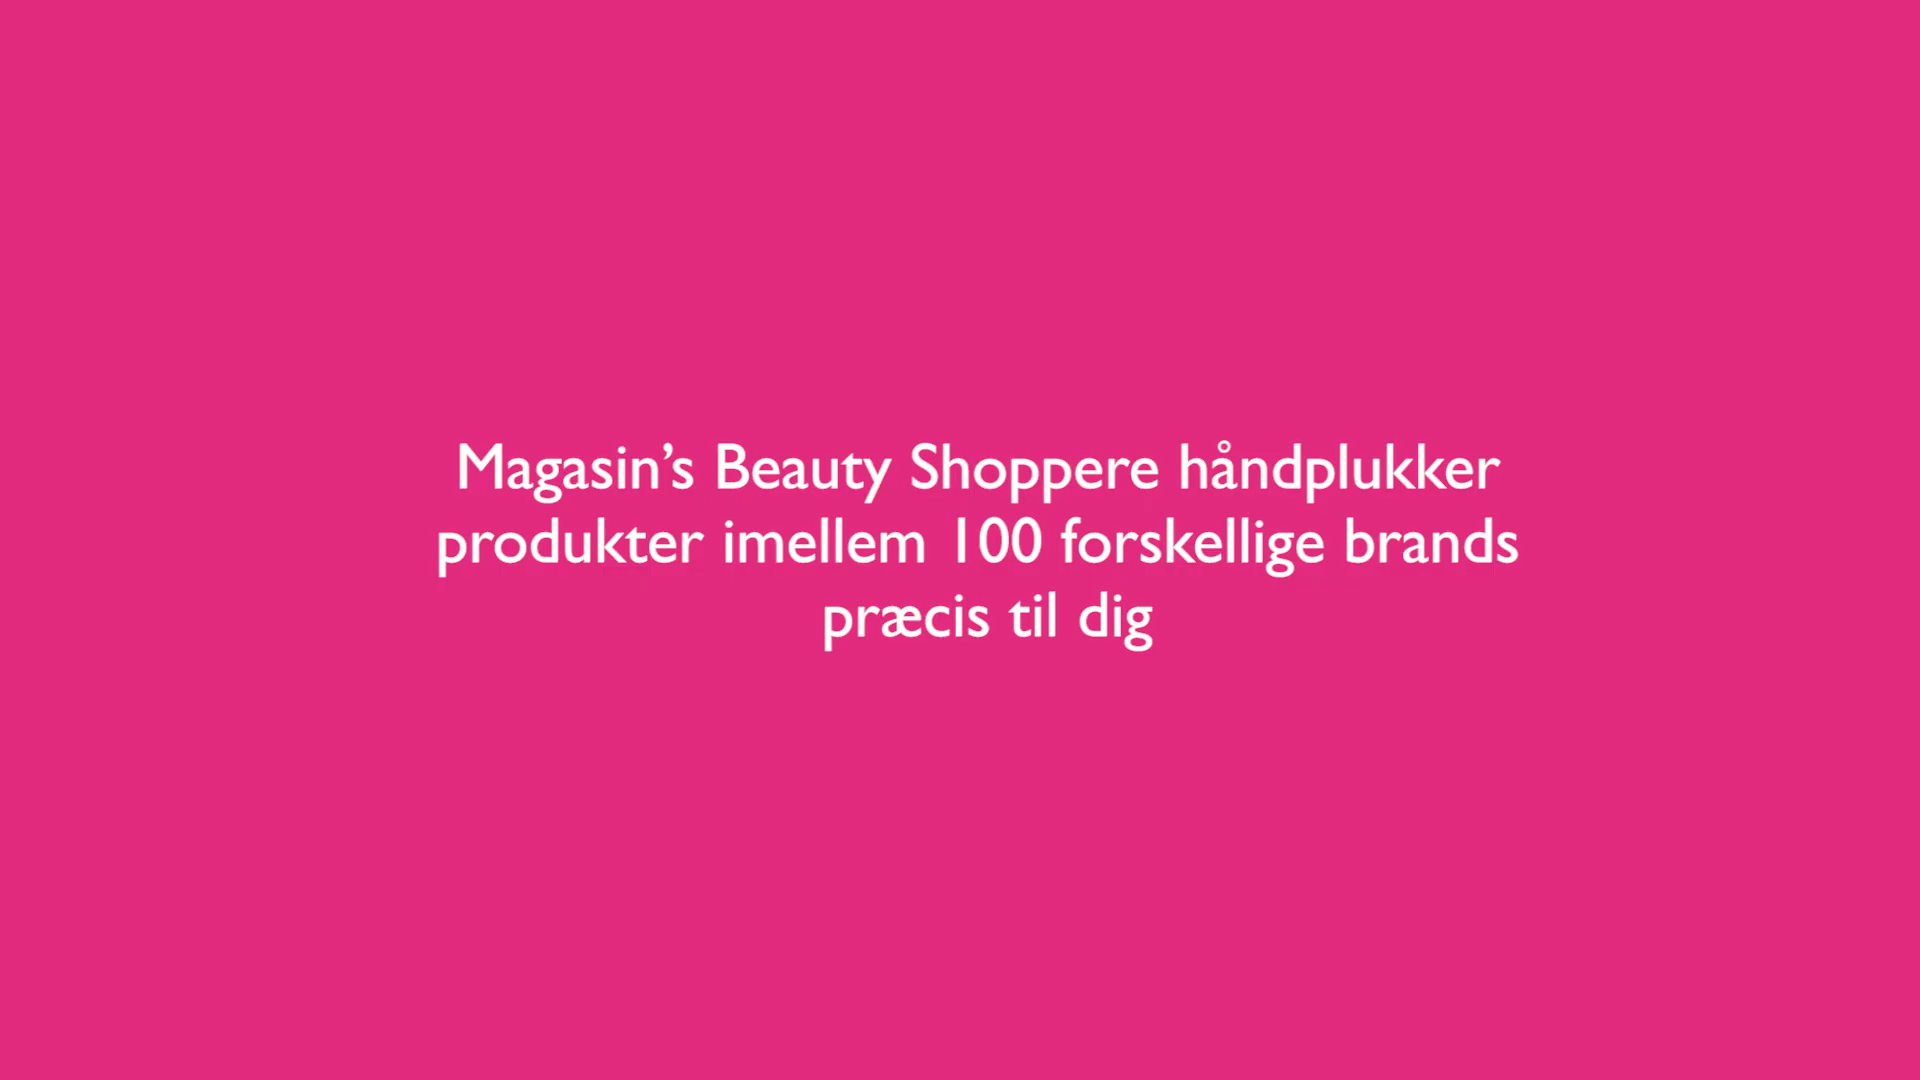 Magasin’s Beauty Shoppere håndplukker
produkter imellem 100 forskellige brands
præcis til dig